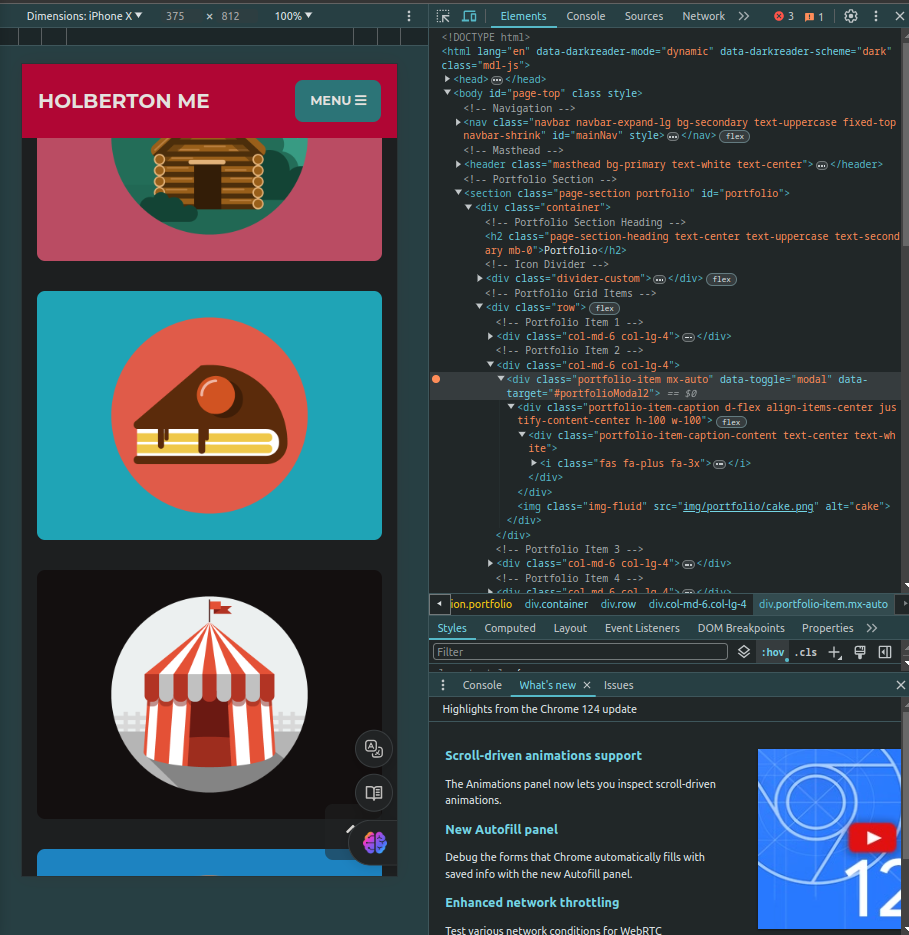 Dimensions: iPhone X ▼ 375 × 812 100% ▼
HOLBERTON ME
MENU
Elements Console Sources Network 3 1
<!DOCTYPE html>
<html lang="en" data-darkreader-mode="dynamic" data-darkreader-scheme="dark"
class="mdl-js">
<head>…</head>
<body id="page-top" class style>
<!-- Navigation -->
<nav class="navbar navbar-expand-lg bg-secondary text-uppercase fixed-top
navbar-shrink" id="mainNav" style>…</nav> flex
<!-- Masthead -->
<header class="masthead bg-primary text-white text-center">…</header>
<!-- Portfolio Section -->
<section class="page-section portfolio" id="portfolio">
<div class="container">
<!-- Portfolio Section Heading -->
<h2 class="page-section-heading text-center text-uppercase text-second
ary mb-0">Portfolio</h2>
<!-- Icon Divider -->
<div class="divider-custom">…</div> flex
<!-- Portfolio Grid Items -->
<div class="row"> flex
<!-- Portfolio Item 1 -->
<div class="col-md-6 col-lg-4">…</div>
<!-- Portfolio Item 2 -->
<div class="col-md-6 col-lg-4">
<div class="portfolio-item mx-auto" data-toggle="modal" data-
target="#portfolioModal2"> == $0
<div class="portfolio-item-caption d-flex align-items-center jus
tify-content-center h-100 w-100"> flex
<div class="portfolio-item-caption-content text-center text-wh
ite">
<i class="fas fa-plus fa-3x">…</i>
</div>
</div>
<img class="img-fluid" src="img/portfolio/cake.png" alt="cake">
</div>
</div>
<!-- Portfolio Item 3 -->
<div class="col-md-6 col-lg-4">…</div>
<!-- Portfolio Item 4 -->
<div class="col-md-6 col-lg-4">…</div>
ion.portfolio div.container div.row div.col-md-6.col-lg-4 div.portfolio-item.mx-auto
Styles Computed Layout Event Listeners DOM Breakpoints Properties
Filter :hov .cls
Console What's new Issues
Highlights from the Chrome 124 update
Scroll-driven animations support
The Animations panel now lets you inspect scroll-driven
animations.
New Autofill panel
Debug the forms that Chrome automatically fills with
saved info with the new Autofill panel.
Enhanced network throttling
Test various network conditions for WebRTC
12